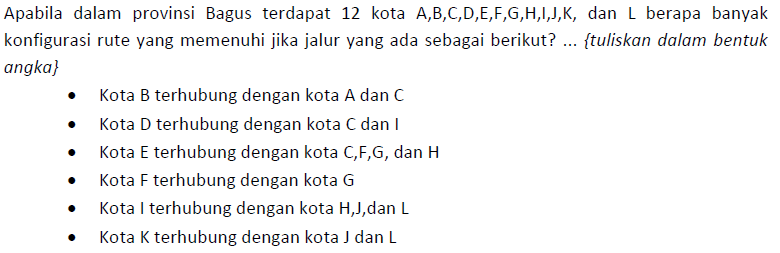 Apabila dalam provinsi Bagus terdapat 12 kota A,B,C,D,E,F,G,H,I,J,K, dan L berapa banyak
konfigurasi rute yang memenuhi jika jalur yang ada sebagai berikut? ... {tuliskan dalam bentuk
angka}
• Kota B terhubung dengan kota A dan C
• Kota D terhubung dengan kota C dan I
• Kota E terhubung dengan kota C,F,G, dan H
• Kota F terhubung dengan kota G
• Kota I terhubung dengan kota H,J,dan L
• Kota K terhubung dengan kota J dan L